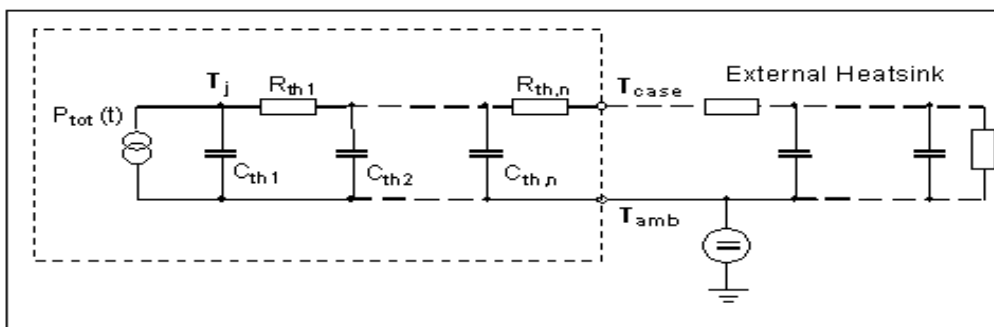 External Heatsink
T_j
R_th1
R_th,n
T_case
P_tot (t)
C_th1
C_th2
C_th,n
T_amb